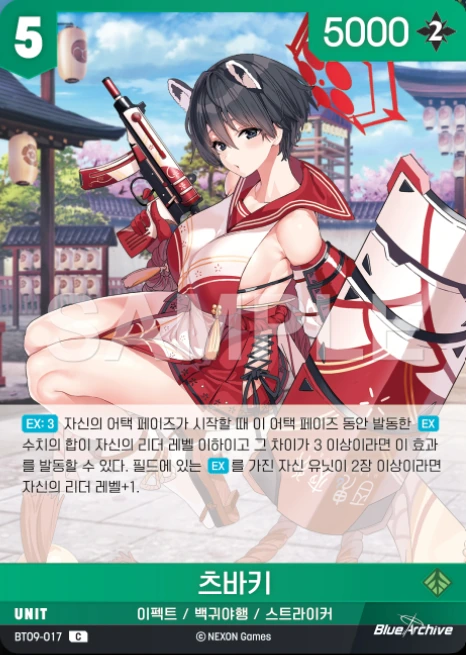 5
5000 2
SAMPLE
EX: 3 자신의 어택 페이즈가 시작할 때 이 어택 페이즈 동안 발동한 EX
수치의 합이 자신의 리더 레벨 이하이고 그 차이가 3 이상이라면 이 효과
를 발동할 수 있다. 필드에 있는 EX 를 가진 자신 유닛이 2장 이상이라면
자신의 리더 레벨+1.
츠바키
UNIT 이펙트 / 백귀야행 / 스트라이커
BT09-017 C ©NEXON Games Blue Archive